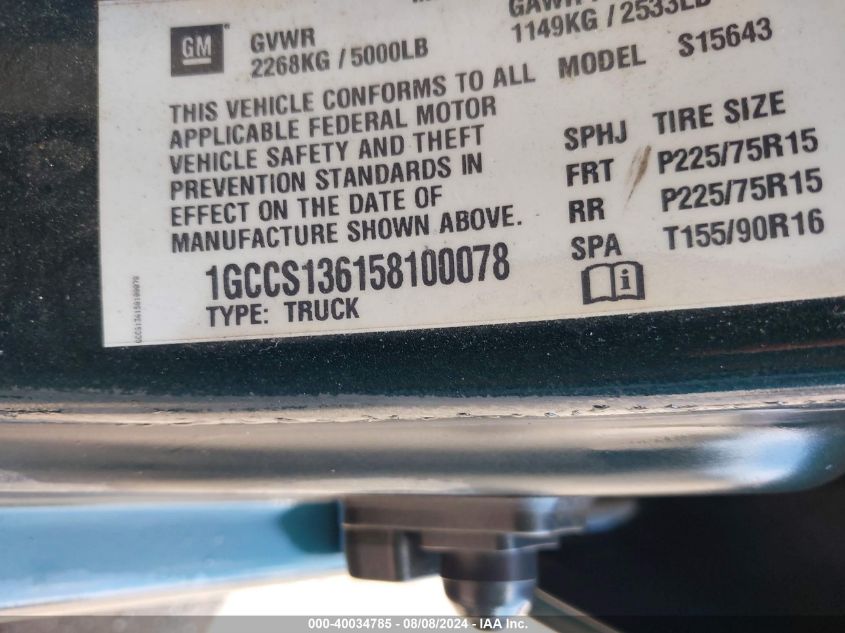 GM
GVWR
2268KG / 5000LB
1149KG / 2533LB
MODEL S15643
THIS VEHICLE CONFORMS TO ALL
APPLICABLE FEDERAL MOTOR
VEHICLE SAFETY AND THEFT
PREVENTION STANDARDS IN
EFFECT ON THE DATE OF
MANUFACTURE SHOWN ABOVE.
SPHJ TIRE SIZE
FRT P225/75R15
RR P225/75R15
SPA T155/90R16
1GCCS136158100078
TYPE: TRUCK
i
000-40034785 - 08/08/2024 - IAA Inc.